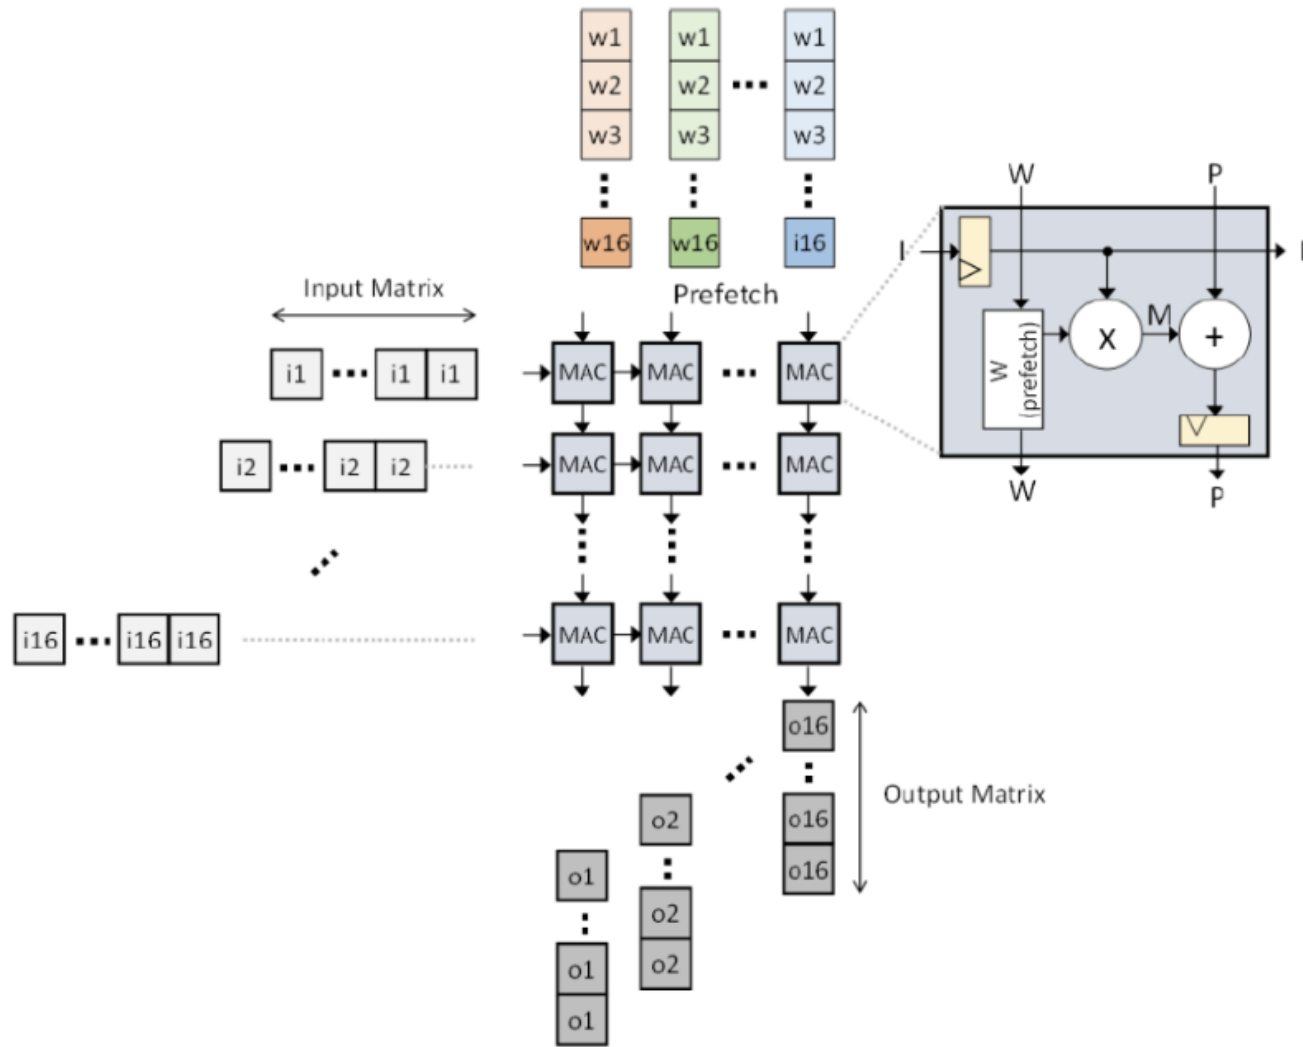 w1 w1 w1
w2 w2 w2
w3 w3 w3
w16 w16 i16
Prefetch
Input Matrix
i1 i1 i1
MAC MAC MAC
i2 i2 i2
MAC MAC MAC
i16 i16 i16
MAC MAC MAC
W P
I I
W
(prefetch)
X
M
+
W P
o16
o16
o16
Output Matrix
o2
o2
o2
o1
o1
o1